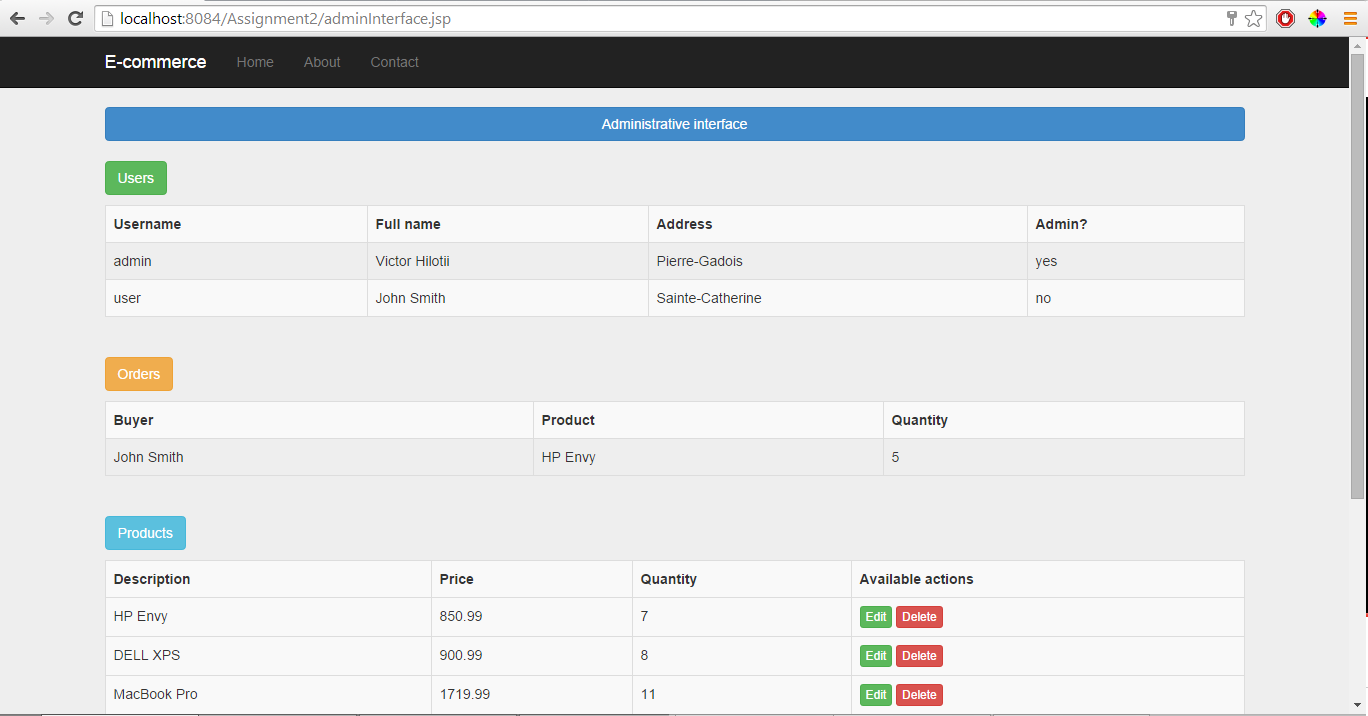 localhost:8084/Assignment2/adminInterface.jsp
E-commerce Home About Contact
Administrative interface
Users
Username Full name Address Admin?
admin Victor Hilotii Pierre-Gadois yes
user John Smith Sainte-Catherine no
Orders
Buyer Product Quantity
John Smith HP Envy 5
Products
Description Price Quantity Available actions
HP Envy 850.99 7 Edit Delete
DELL XPS 900.99 8 Edit Delete
MacBook Pro 1719.99 11 Edit Delete